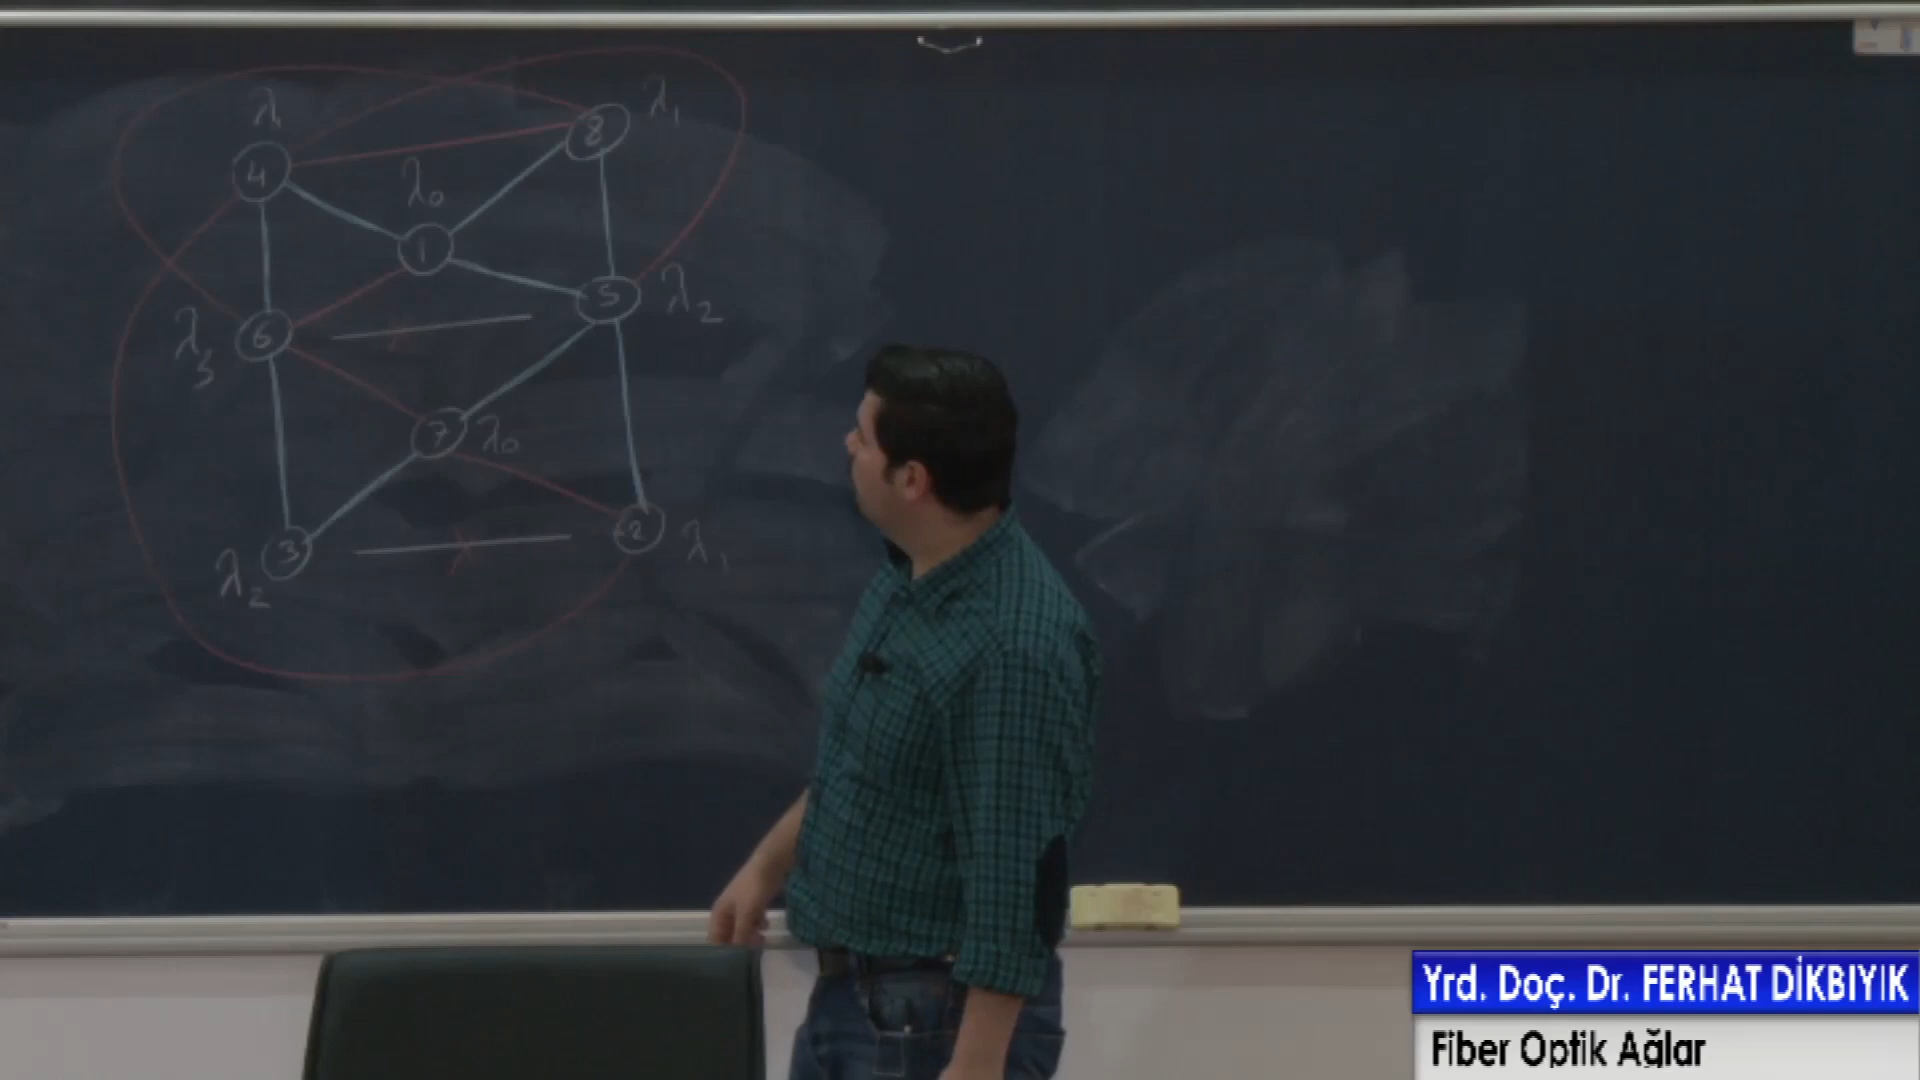 λ1
λ1
4
8
λ0
1
5
λ2
λ3
6
7
λ0
3
2
λ2
λ1
Yrd. Doç. Dr. FERHAT DİKBIYIK
Fiber Optik Ağlar